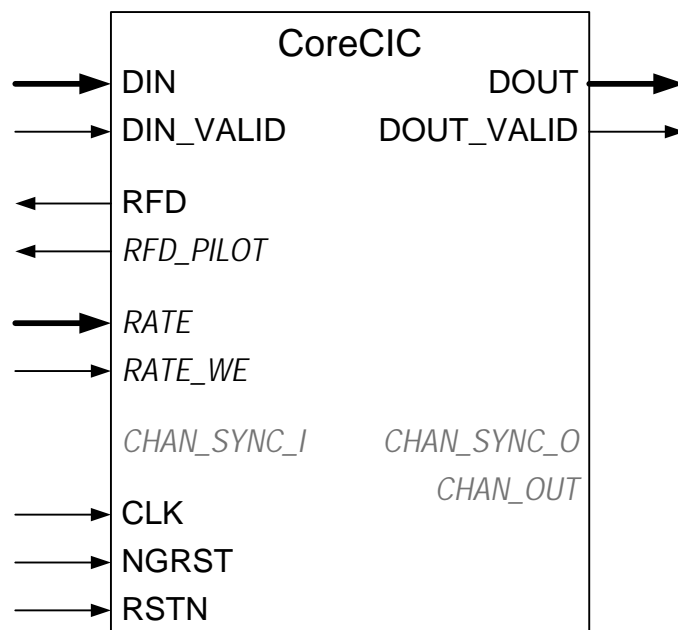 CoreCIC
DIN DOUT
DIN_VALID DOUT_VALID
RFD
RFD_PILOT
RATE
RATE_WE
CHAN_SYNC_I CHAN_SYNC_O
CHAN_OUT
CLK
NGRST
RSTN